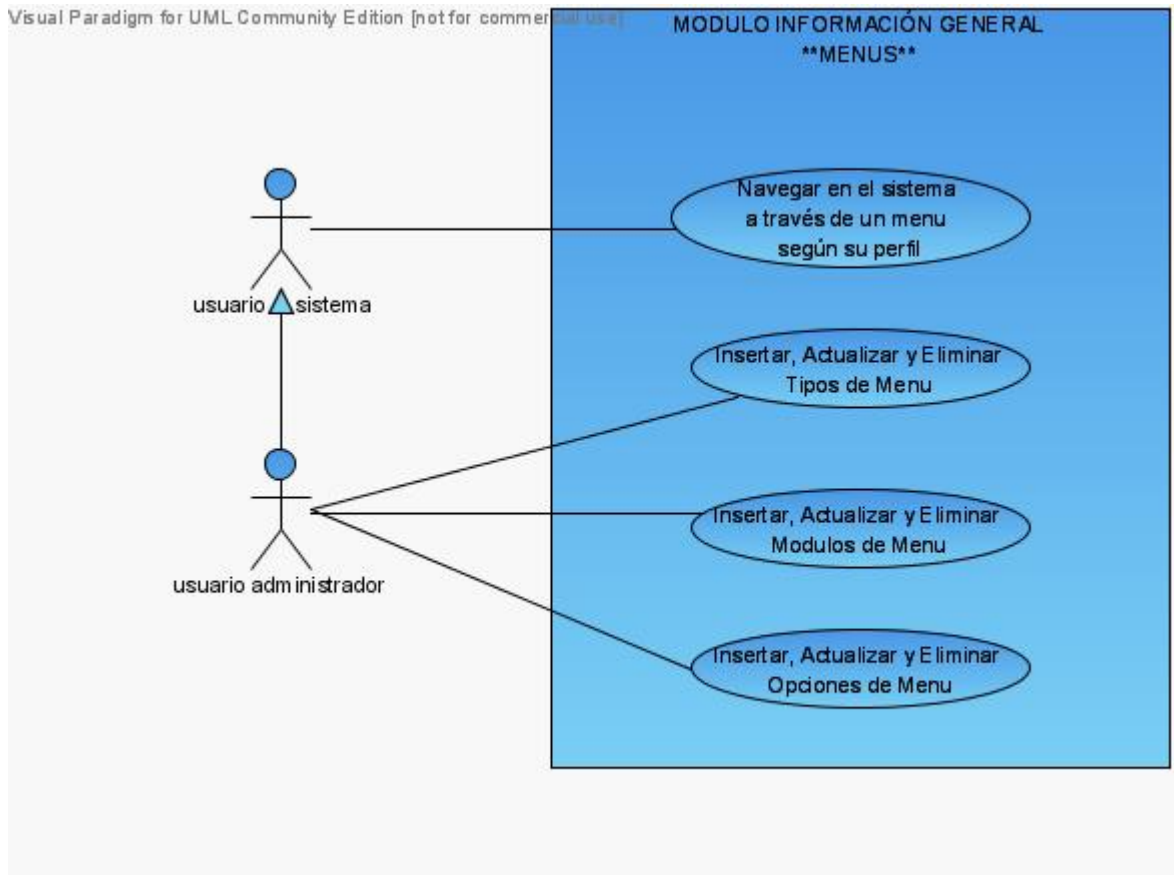 Visual Paradigm for UML Community Edition [not for commercial use]
MODULO INFORMACIÓN GENERAL
**MENUS**
Navegar en el sistema
a través de un menu
según su perfil
usuario sistema
Insertar, Actualizar y Eliminar
Tipos de Menu
Insertar, Actualizar y Eliminar
Modulos de Menu
usuario administrador
Insertar, Actualizar y Eliminar
Opciones de Menu